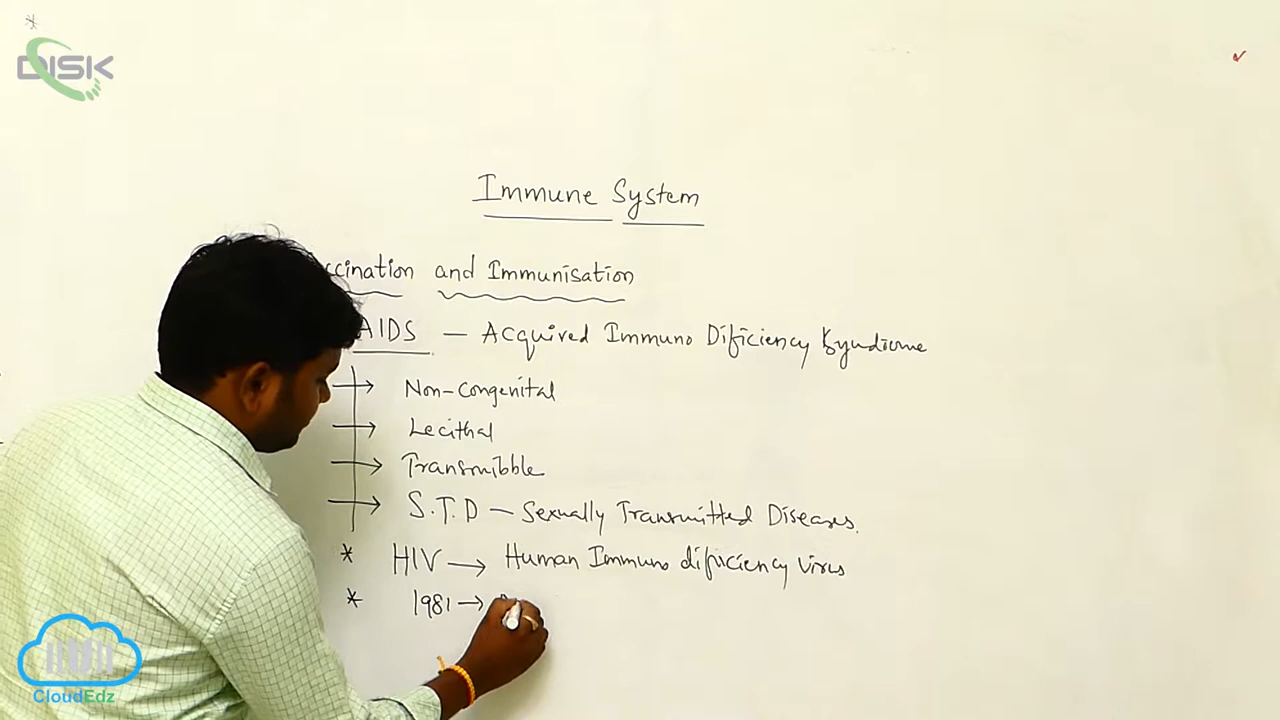 DISK
Immune System
ccination and Immunisation
AIDS — Acquired Immuno Dificiency Syndrome
→ Non-Congenital
→ Lecithal
→ Transmibble
→ S.T.D — Sexually Transmitted Diseases.
* HIV → Human Immuno dificiency virus
* 1981 →
CloudEdz